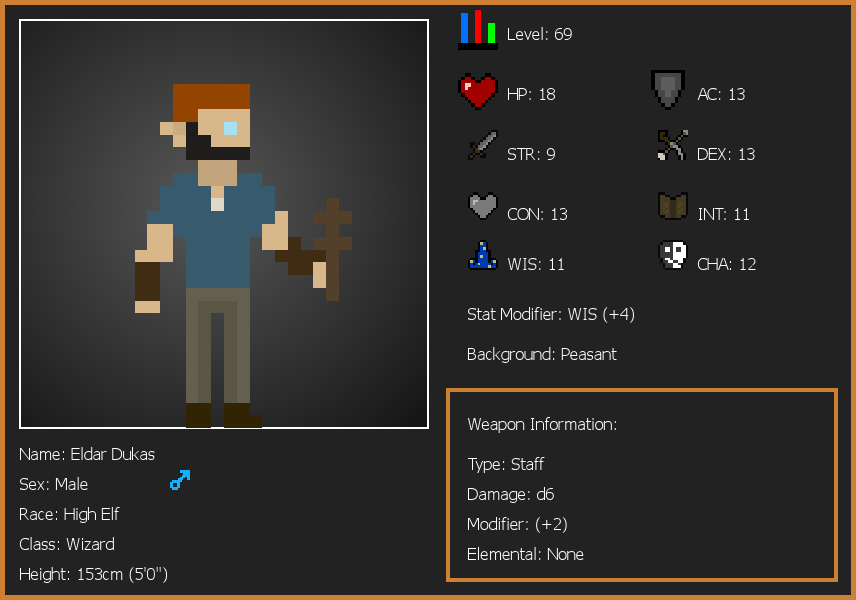 Level: 69
HP: 18
AC: 13
STR: 9
DEX: 13
CON: 13
INT: 11
WIS: 11
CHA: 12
Stat Modifier: WIS (+4)
Background: Peasant
Weapon Information:
Type: Staff
Damage: d6
Modifier: (+2)
Elemental: None
Name: Eldar Dukas
Sex: Male
Race: High Elf
Class: Wizard
Height: 153cm (5'0")